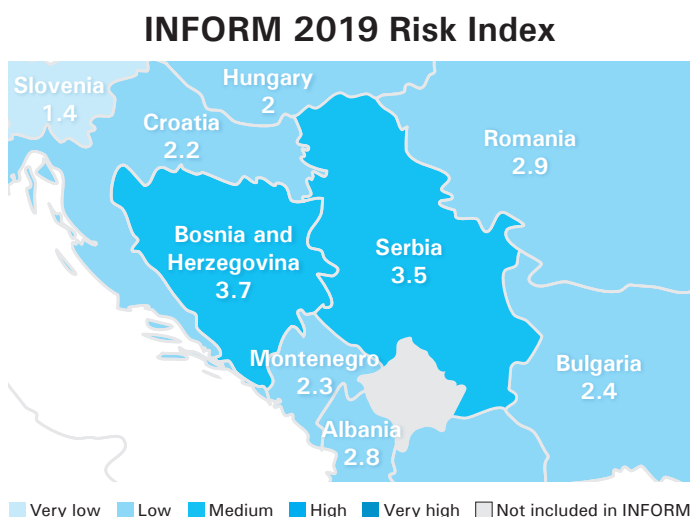 INFORM 2019 Risk Index
Slovenia
1.4
Hungary
2
Croatia
2.2
Romania
2.9
Bosnia and
Herzegovina
3.7
Serbia
3.5
Montenegro
2.3
Bulgaria
2.4
Albania
2.8
Very low Low Medium High Very high Not included in INFORM